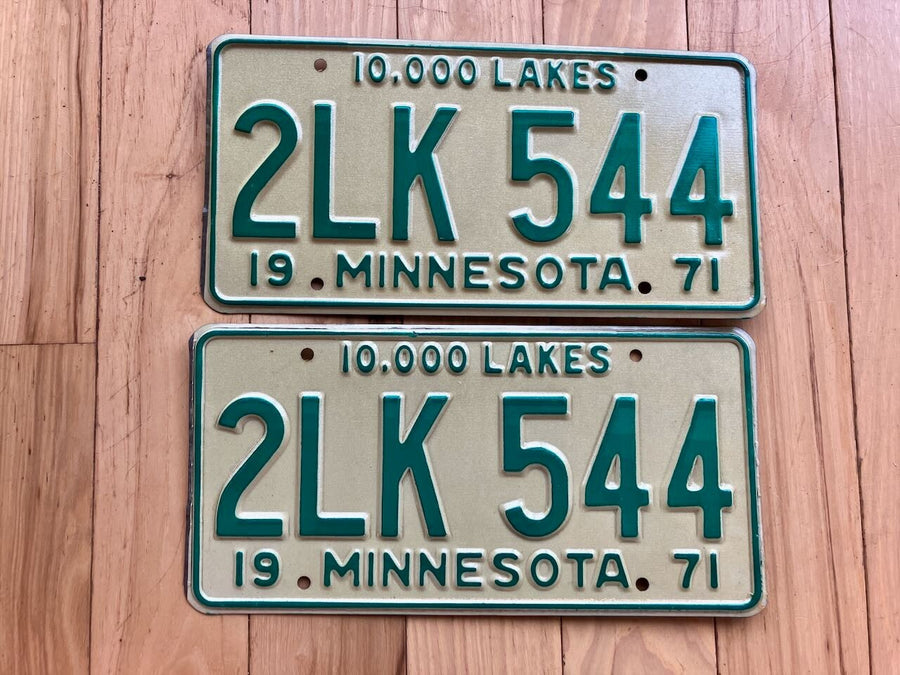 10,000 LAKES
2LK 544
19 MINNESOTA 71
10,000 LAKES
2LK 544
19 MINNESOTA 71